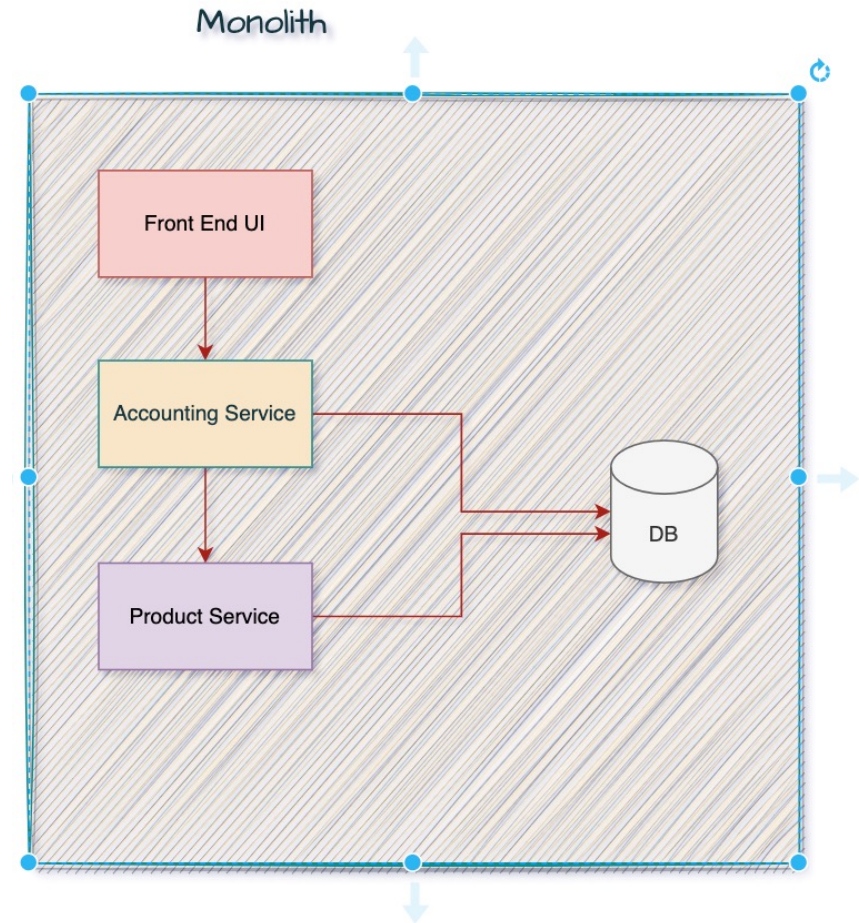 Monolith
Front End UI
Accounting Service
DB
Product Service